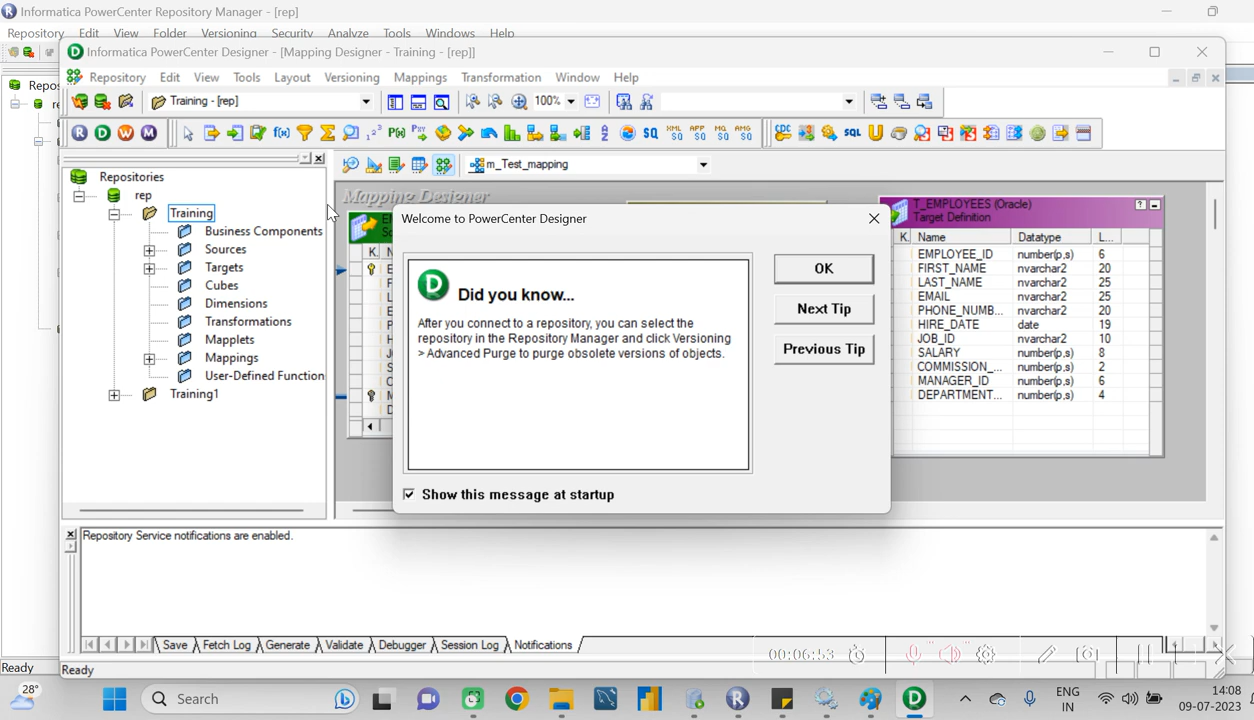 Informatica PowerCenter Repository Manager - [rep]
Repository Edit View Folder Versioning Security Analyze Tools Windows Help
Informatica PowerCenter Designer - [Mapping Designer - Training - [rep]]
Repository Edit View Tools Layout Versioning Mappings Transformation Window Help
Training - [rep]
100%
m_Test_mapping
Repositories
rep
Training
Business Components
Sources
Targets
Cubes
Dimensions
Transformations
Mapplets
Mappings
User-Defined Function
Training1
Mapping Designer
Welcome to PowerCenter Designer
Did you know...
After you connect to a repository, you can select the
repository in the Repository Manager and click Versioning
> Advanced Purge to purge obsolete versions of objects.
OK
Next Tip
Previous Tip
Show this message at startup
T_EMPLOYEES (Oracle)
Target Definition
K. Name Datatype L...
EMPLOYEE_ID number(p,s) 6
FIRST_NAME nvarchar2 20
LAST_NAME nvarchar2 25
EMAIL nvarchar2 25
PHONE_NUMB... nvarchar2 20
HIRE_DATE date 19
JOB_ID nvarchar2 10
SALARY number(p,s) 8
COMMISSION_... number(p,s) 2
MANAGER_ID number(p,s) 6
DEPARTMENT... number(p,s) 4
Repository Service notifications are enabled.
Save Fetch Log Generate Validate Debugger Session Log Notifications
00:06:53
Ready
Ready
28°
Search
ENG
IN
14:08
09-07-2023